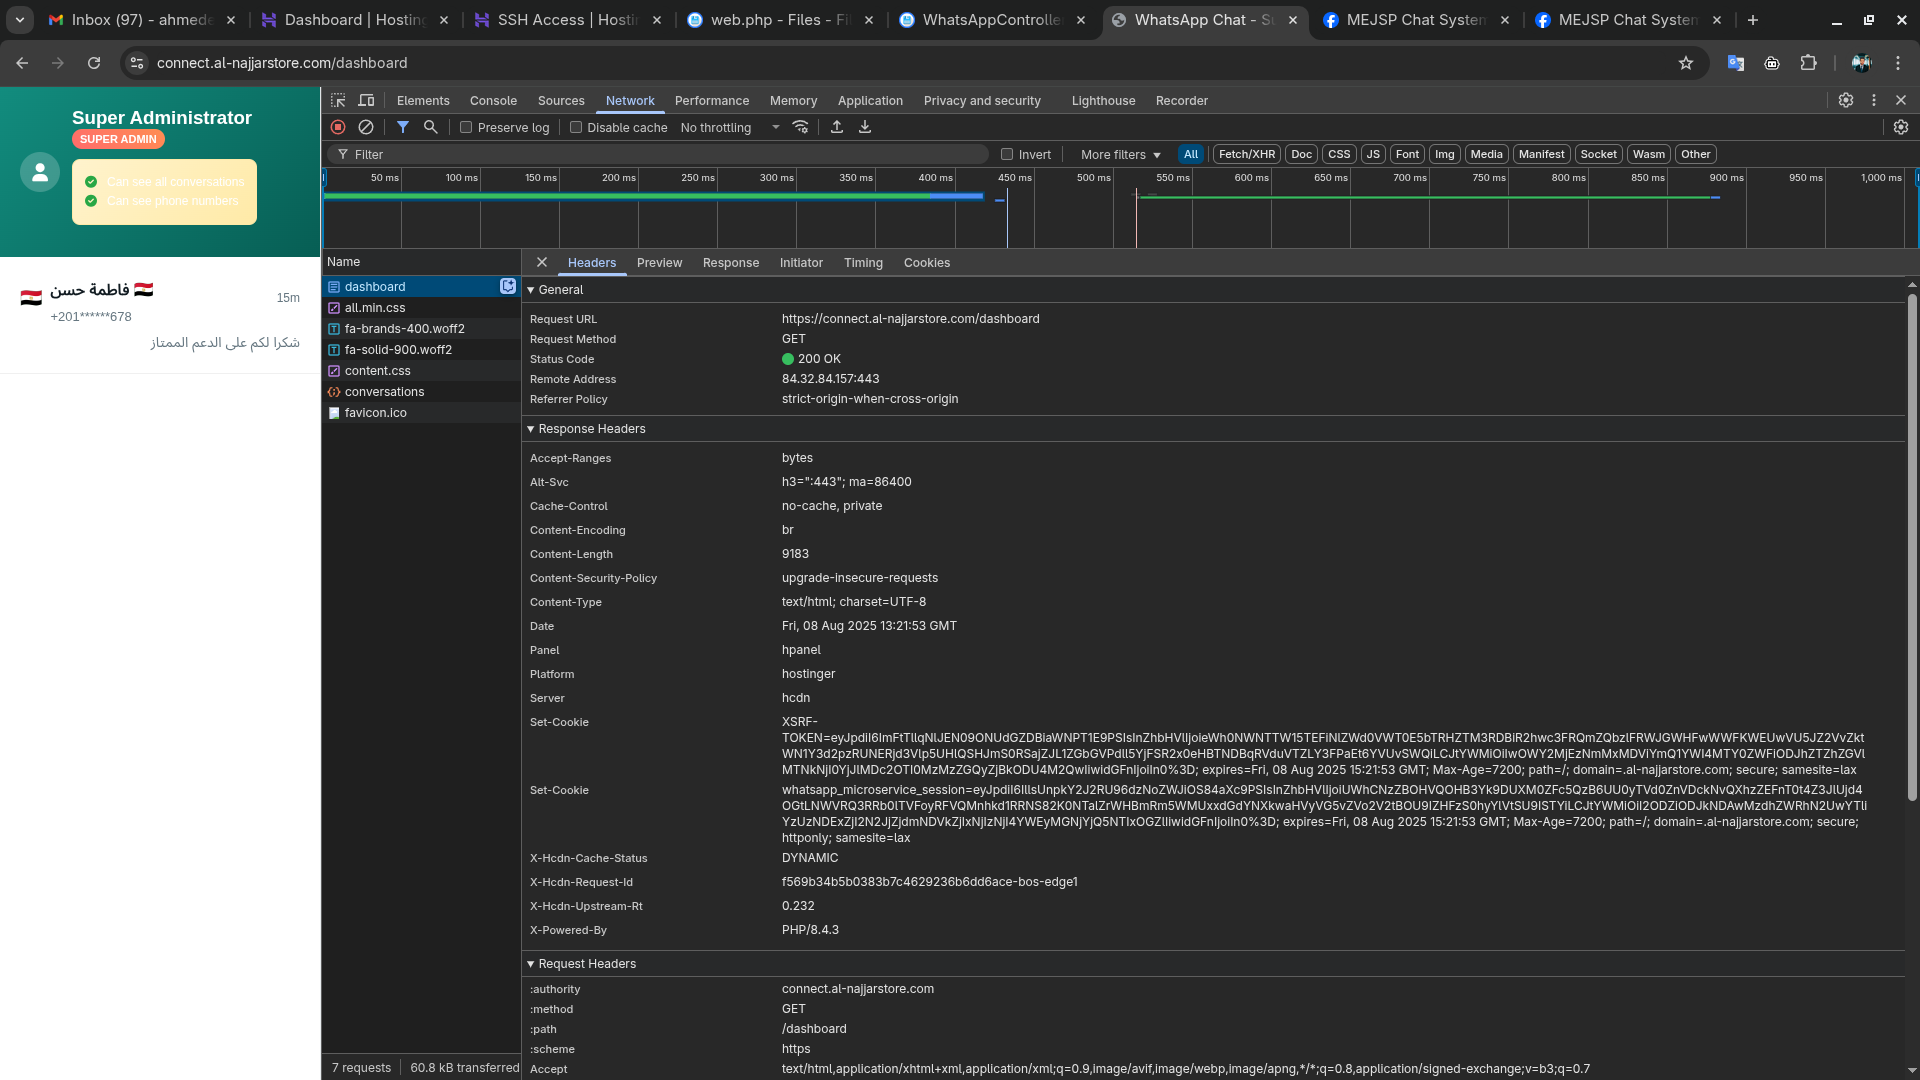 Inbox (97) - ahmede
Dashboard | Hosting
SSH Access | Hostin
web.php - Files - Fi
WhatsAppControlle
WhatsApp Chat - Su
MEJSP Chat System
MEJSP Chat System
connect.al-najjarstore.com/dashboard
Super Administrator
SUPER ADMIN
Can see all conversations
Can see phone numbers
فاطمة حسن
15m
+201******678
شكرا لكم على الدعم الممتاز
Elements Console Sources Network Performance Memory Application Privacy and security Lighthouse Recorder
Preserve log Disable cache No throttling
Filter Invert More filters All Fetch/XHR Doc CSS JS Font Img Media Manifest Socket Wasm Other
50 ms 100 ms 150 ms 200 ms 250 ms 300 ms 350 ms 400 ms 450 ms 500 ms 550 ms 600 ms 650 ms 700 ms 750 ms 800 ms 850 ms 900 ms 950 ms 1,000 ms
Name
dashboard
all.min.css
fa-brands-400.woff2
fa-solid-900.woff2
content.css
conversations
favicon.ico
7 requests 60.8 kB transferred
Headers Preview Response Initiator Timing Cookies
General
Request URL https://connect.al-najjarstore.com/dashboard
Request Method GET
Status Code 200 OK
Remote Address 84.32.84.157:443
Referrer Policy strict-origin-when-cross-origin
Response Headers
Accept-Ranges bytes
Alt-Svc h3=":443"; ma=86400
Cache-Control no-cache, private
Content-Encoding br
Content-Length 9183
Content-Security-Policy upgrade-insecure-requests
Content-Type text/html; charset=UTF-8
Date Fri, 08 Aug 2025 13:21:53 GMT
Panel hpanel
Platform hostinger
Server hcdn
Set-Cookie XSRF-
expires=Fri, 08 Aug 2025 15:21:53 GMT; Max-Age=7200; path=/; domain=.al-najjarstore.com; secure; samesite=lax
Set-Cookie
expires=Fri, 08 Aug 2025 15:21:53 GMT; Max-Age=7200; path=/; domain=.al-najjarstore.com; secure;
httponly; samesite=lax
X-Hcdn-Cache-Status DYNAMIC
X-Hcdn-Request-Id f569b34b5b0383b7c4629236b6dd6ace-bos-edge1
X-Hcdn-Upstream-Rt 0.232
X-Powered-By PHP/8.4.3
Request Headers
:authority connect.al-najjarstore.com
:method GET
:path /dashboard
:scheme https
Accept text/html,application/xhtml+xml,application/xml;q=0.9,image/avif,image/webp,image/apng,*/*;q=0.8,application/signed-exchange;v=b3;q=0.7